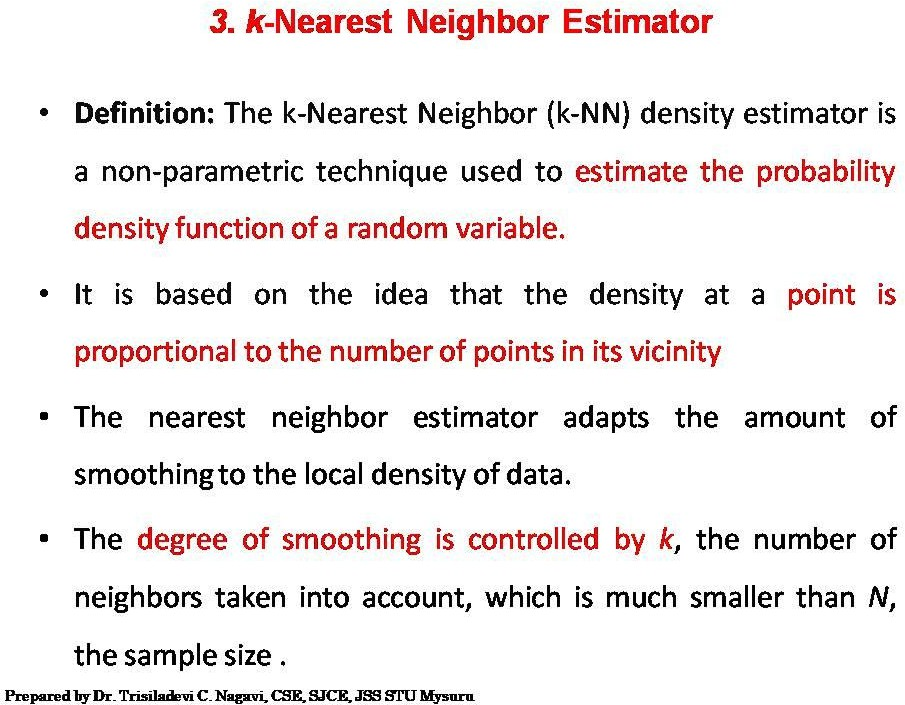 3. k-Nearest Neighbor Estimator
• Definition: The k-Nearest Neighbor (k-NN) density estimator is
a non-parametric technique used to estimate the probability
density function of a random variable.
• It is based on the idea that the density at a point is
proportional to the number of points in its vicinity
• The nearest neighbor estimator adapts the amount of
smoothing to the local density of data.
• The degree of smoothing is controlled by k, the number of
neighbors taken into account, which is much smaller than N,
the sample size .
Prepared by Dr. Trisiladevi C. Nagavi, CSE, SJCE, JSS STU Mysuru